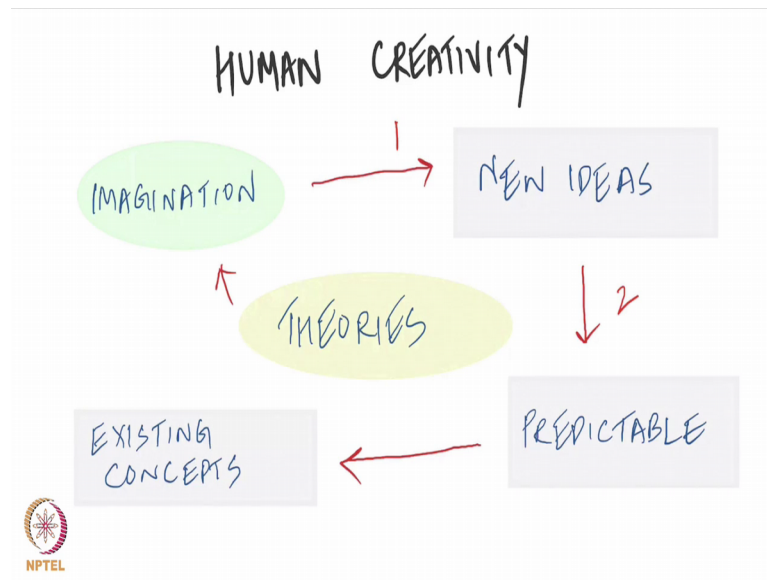 HUMAN CREATIVITY
1
IMAGINATION
NEW IDEAS
2
THEORIES
PREDICTABLE
EXISTING
CONCEPTS
NPTEL